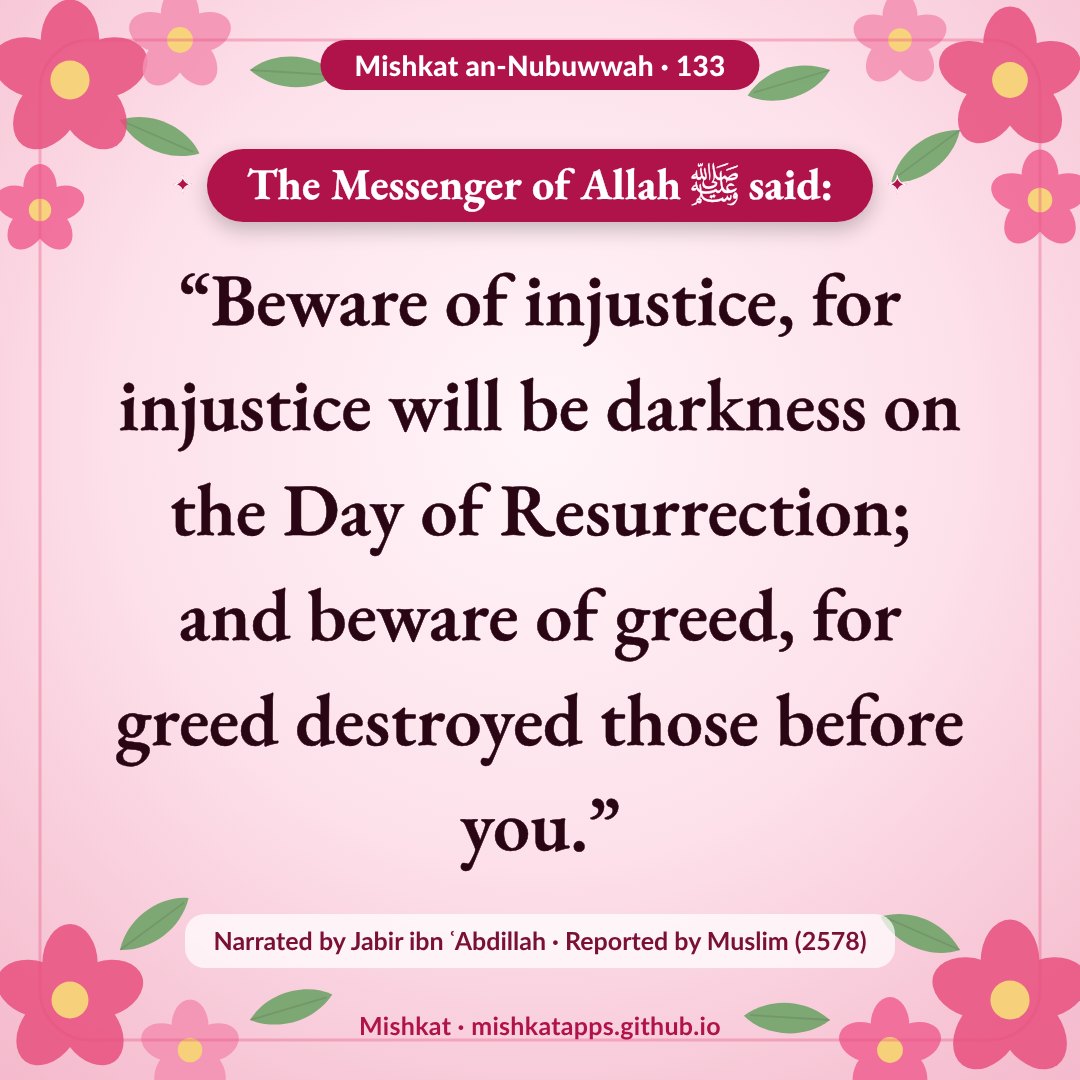 Mishkat an-Nubuwwah · 133
The Messenger of Allah ﷺ said:
“Beware of injustice, for
injustice will be darkness on
the Day of Resurrection;
and beware of greed, for
greed destroyed those before
you.”
Narrated by Jabir ibn ʿAbdillah · Reported by Muslim (2578)
Mishkat · mishkatapps.github.io